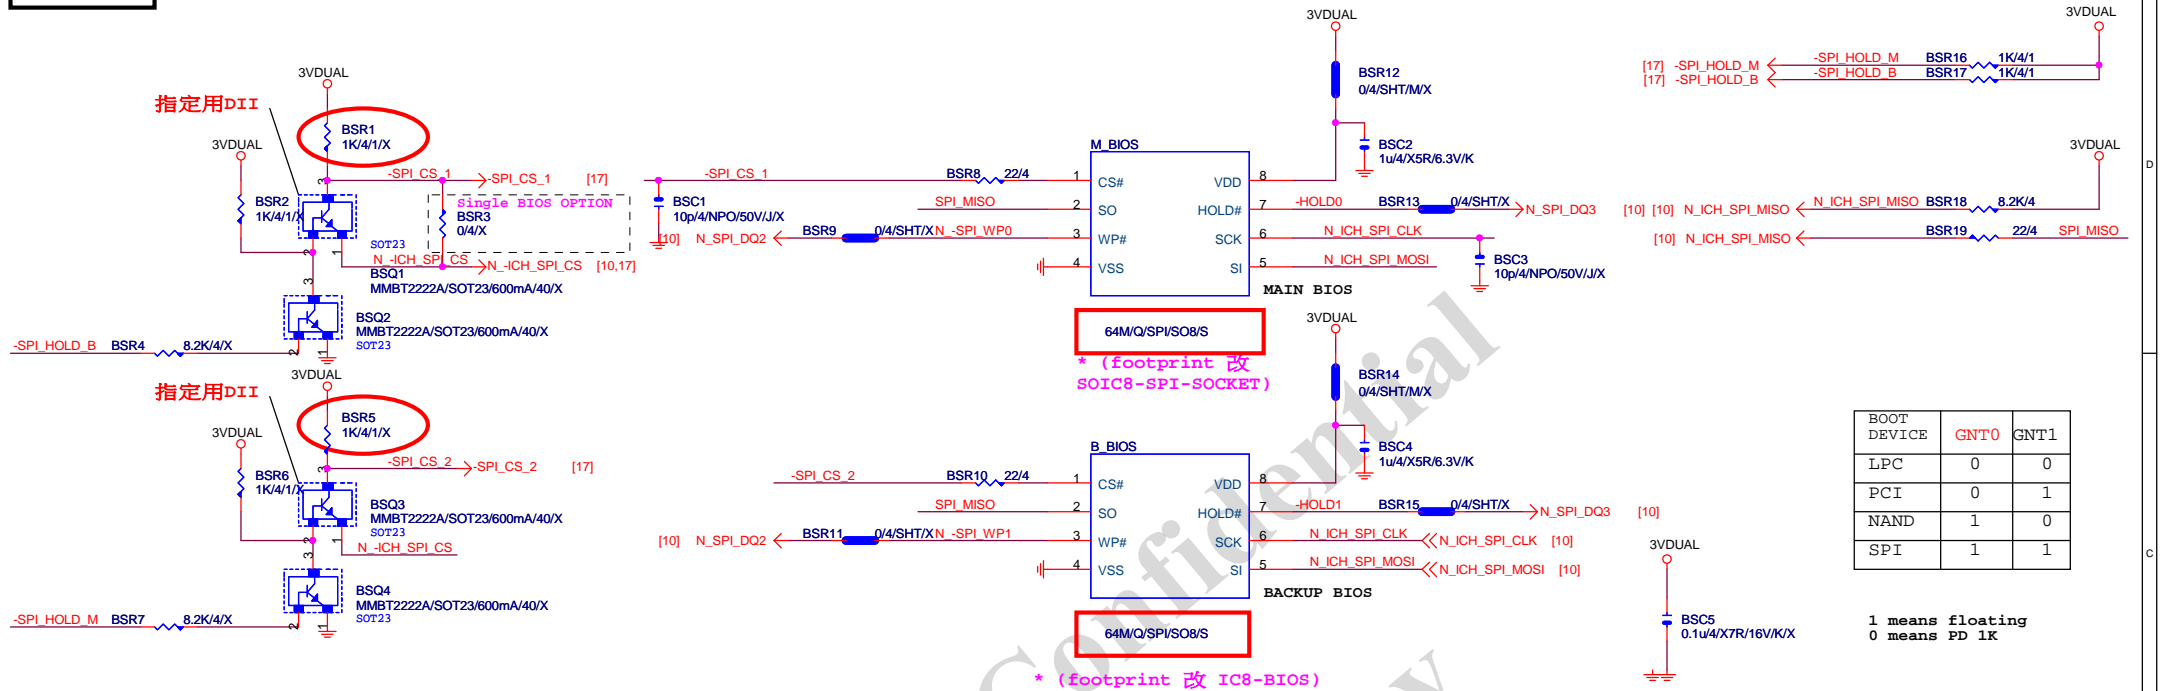 3VDUAL
指定用DII
BSR1
1K/4/1/X
3VDUAL
BSR2
1K/4/1/X
3
-SPI_CS_1
-SPI_CS_1 [17]
Single BIOS OPTION
BSR3
0/4/X
SOT23
2
1
N_-ICH_SPI_CS
N_-ICH_SPI_CS [10,17]
BSQ1
MMBT2222A/SOT23/600mA/40/X
3
BSQ2
MMBT2222A/SOT23/600mA/40/X
SOT23
-SPI_HOLD_B BSR4 8.2K/4/X
2
1
3VDUAL
指定用DII
BSR5
1K/4/1/X
3VDUAL
BSR6
1K/4/1/X
3
-SPI_CS_2
-SPI_CS_2 [17]
BSQ3
MMBT2222A/SOT23/600mA/40/X
SOT23
2
1
N_-ICH_SPI_CS
3
BSQ4
MMBT2222A/SOT23/600mA/40/X
SOT23
-SPI_HOLD_M BSR7 8.2K/4/X
2
1
3VDUAL
BSR12
0/4/SHT/M/X
BSC2
1u/4/X5R/6.3V/K
M_BIOS
-SPI_CS_1 BSR8 22/4 1 CS# VDD 8
BSC1
10p/4/NPO/50V/J/X
SPI_MISO 2 SO HOLD# 7 -HOLD0 BSR13 0/4/SHT/X N_SPI_DQ3 [10]
[10] N_SPI_DQ2 BSR9 0/4/SHT/X N_-SPI_WP0 3 WP# SCK 6 N_ICH_SPI_CLK
4 VSS SI 5 N_ICH_SPI_MOSI
BSC3
10p/4/NPO/50V/J/X
MAIN BIOS
64M/Q/SPI/SO8/S
* (footprint 改
SOIC8-SPI-SOCKET)
3VDUAL
BSR14
0/4/SHT/M/X
BSC4
1u/4/X5R/6.3V/K
B_BIOS
-SPI_CS_2 BSR10 22/4 1 CS# VDD 8
SPI_MISO 2 SO HOLD# 7 -HOLD1 BSR15 0/4/SHT/X N_SPI_DQ3 [10]
[10] N_SPI_DQ2 BSR11 0/4/SHT/X N_-SPI_WP1 3 WP# SCK 6 N_ICH_SPI_CLK N_ICH_SPI_CLK [10]
4 VSS SI 5 N_ICH_SPI_MOSI N_ICH_SPI_MOSI [10]
BACKUP BIOS
64M/Q/SPI/SO8/S
* (footprint 改 IC8-BIOS)
3VDUAL
[17] -SPI_HOLD_M -SPI_HOLD_M BSR16 1K/4/1
[17] -SPI_HOLD_B -SPI_HOLD_B BSR17 1K/4/1
3VDUAL
[10] N_ICH_SPI_MISO N_ICH_SPI_MISO BSR18 8.2K/4
[10] N_ICH_SPI_MISO BSR19 22/4 SPI_MISO
D
C
BOOT
DEVICE GNT0 GNT1
LPC 0 0
PCI 0 1
NAND 1 0
SPI 1 1
3VDUAL
BSC5
0.1u/4/X7R/16V/K/X
1 means floating
0 means PD 1K
Confidential